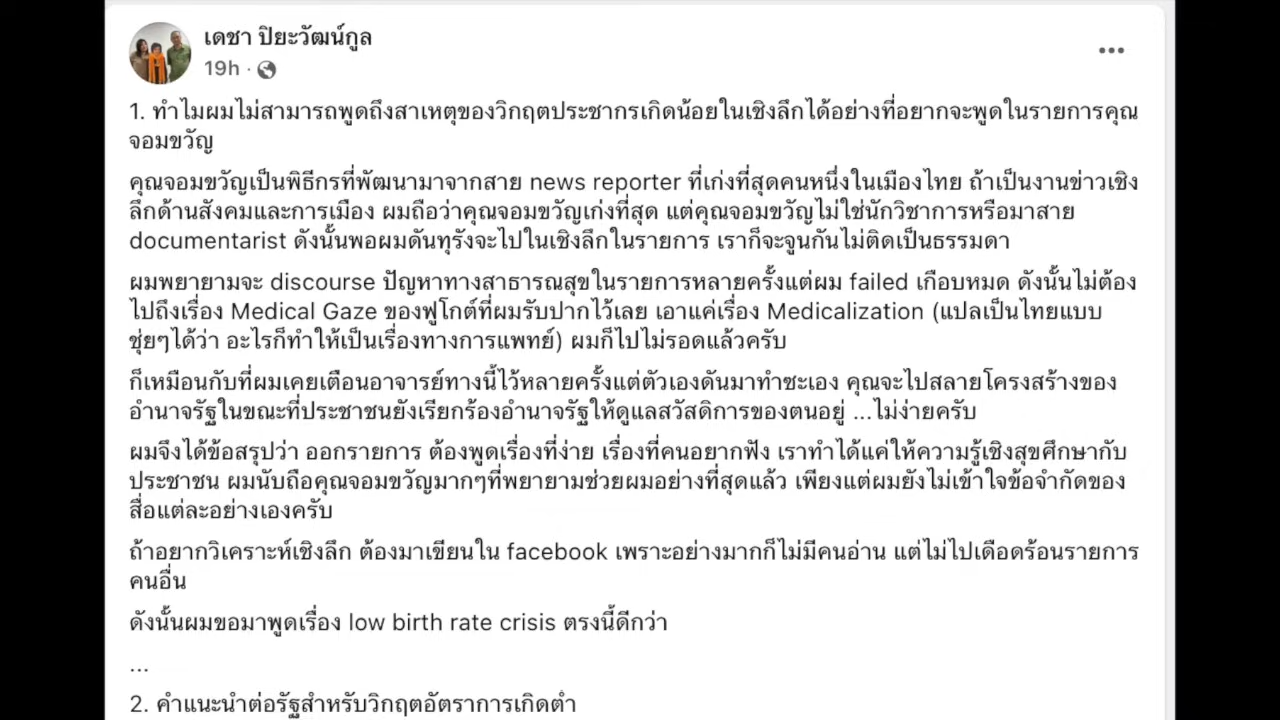 เดชา ปิยะวัฒน์กูล
19h ·
1. ทำไมผมไม่สามารถพูดถึงสาเหตุของวิกฤตประชากรเกิดน้อยในเชิงลึกได้อย่างที่อยากจะพูดในรายการคุณ
จอมขวัญ
คุณจอมขวัญเป็นพิธีกรที่พัฒนามาจากสาย news reporter ที่เก่งที่สุดคนหนึ่งในเมืองไทย ถ้าเป็นงานข่าวเชิง
ลึกด้านสังคมและการเมือง ผมถือว่าคุณจอมขวัญเก่งที่สุด แต่คุณจอมขวัญไม่ใช่นักวิชาการหรือมาสาย
documentarist ดังนั้นพอผมดันทุรังจะไปในเชิงลึกในรายการ เราก็จะจูนกันไม่ติดเป็นธรรมดา
ผมพยายามจะ discourse ปัญหาทางสาธารณสุขในรายการหลายครั้งแต่ผม failed เกือบหมด ดังนั้นไม่ต้อง
ไปถึงเรื่อง Medical Gaze ของฟูโกต์ที่ผมรับปากไว้เลย เอาแค่เรื่อง Medicalization (แปลเป็นไทยแบบ
ชุ่ยๆได้ว่า อะไรก็ทำให้เป็นเรื่องทางการแพทย์) ผมก็ไปไม่รอดแล้วครับ
ก็เหมือนกับที่ผมเคยเตือนอาจารย์ทางนี้ไว้หลายครั้งแต่ตัวเองดันมาทำซะเอง คุณจะไปสลายโครงสร้างของ
อำนาจรัฐในขณะที่ประชาชนยังเรียกร้องอำนาจรัฐให้ดูแลสวัสดิการของตนอยู่ ...ไม่ง่ายครับ
ผมจึงได้ข้อสรุปว่า ออกรายการ ต้องพูดเรื่องที่ง่าย เรื่องที่คนอยากฟัง เราทำได้แค่ให้ความรู้เชิงสุขศึกษากับ
ประชาชน ผมนับถือคุณจอมขวัญมากๆที่พยายามช่วยผมอย่างที่สุดแล้ว เพียงแต่ผมยังไม่เข้าใจข้อจำกัดของ
สื่อแต่ละอย่างเองครับ
ถ้าอยากวิเคราะห์เชิงลึก ต้องมาเขียนใน facebook เพราะอย่างมากก็ไม่มีคนอ่าน แต่ไม่ไปเดือดร้อนรายการ
คนอื่น
ดังนั้นผมขอมาพูดเรื่อง low birth rate crisis ตรงนี้ดีกว่า
...
2. คำแนะนำต่อรัฐสำหรับวิกฤตอัตราการเกิดต่ำ